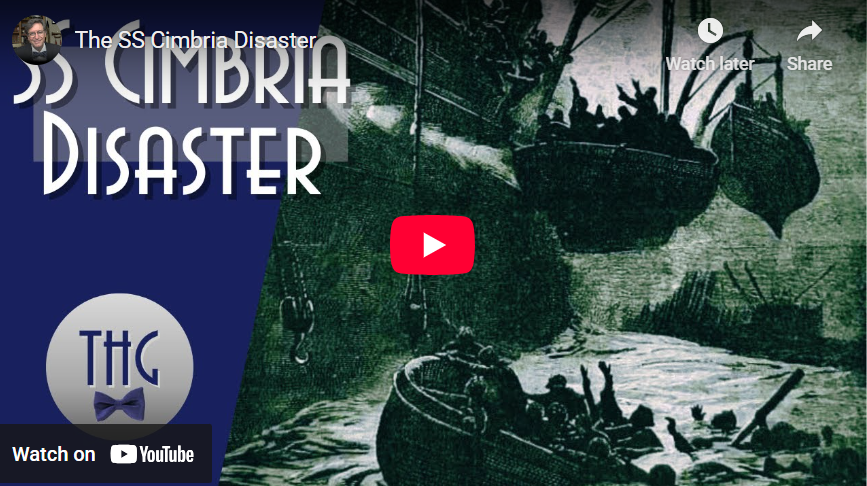 The SS Cimbria Disaster
Watch later
Share
SS CIMBRIA
DISASTER
THG
Watch on YouTube